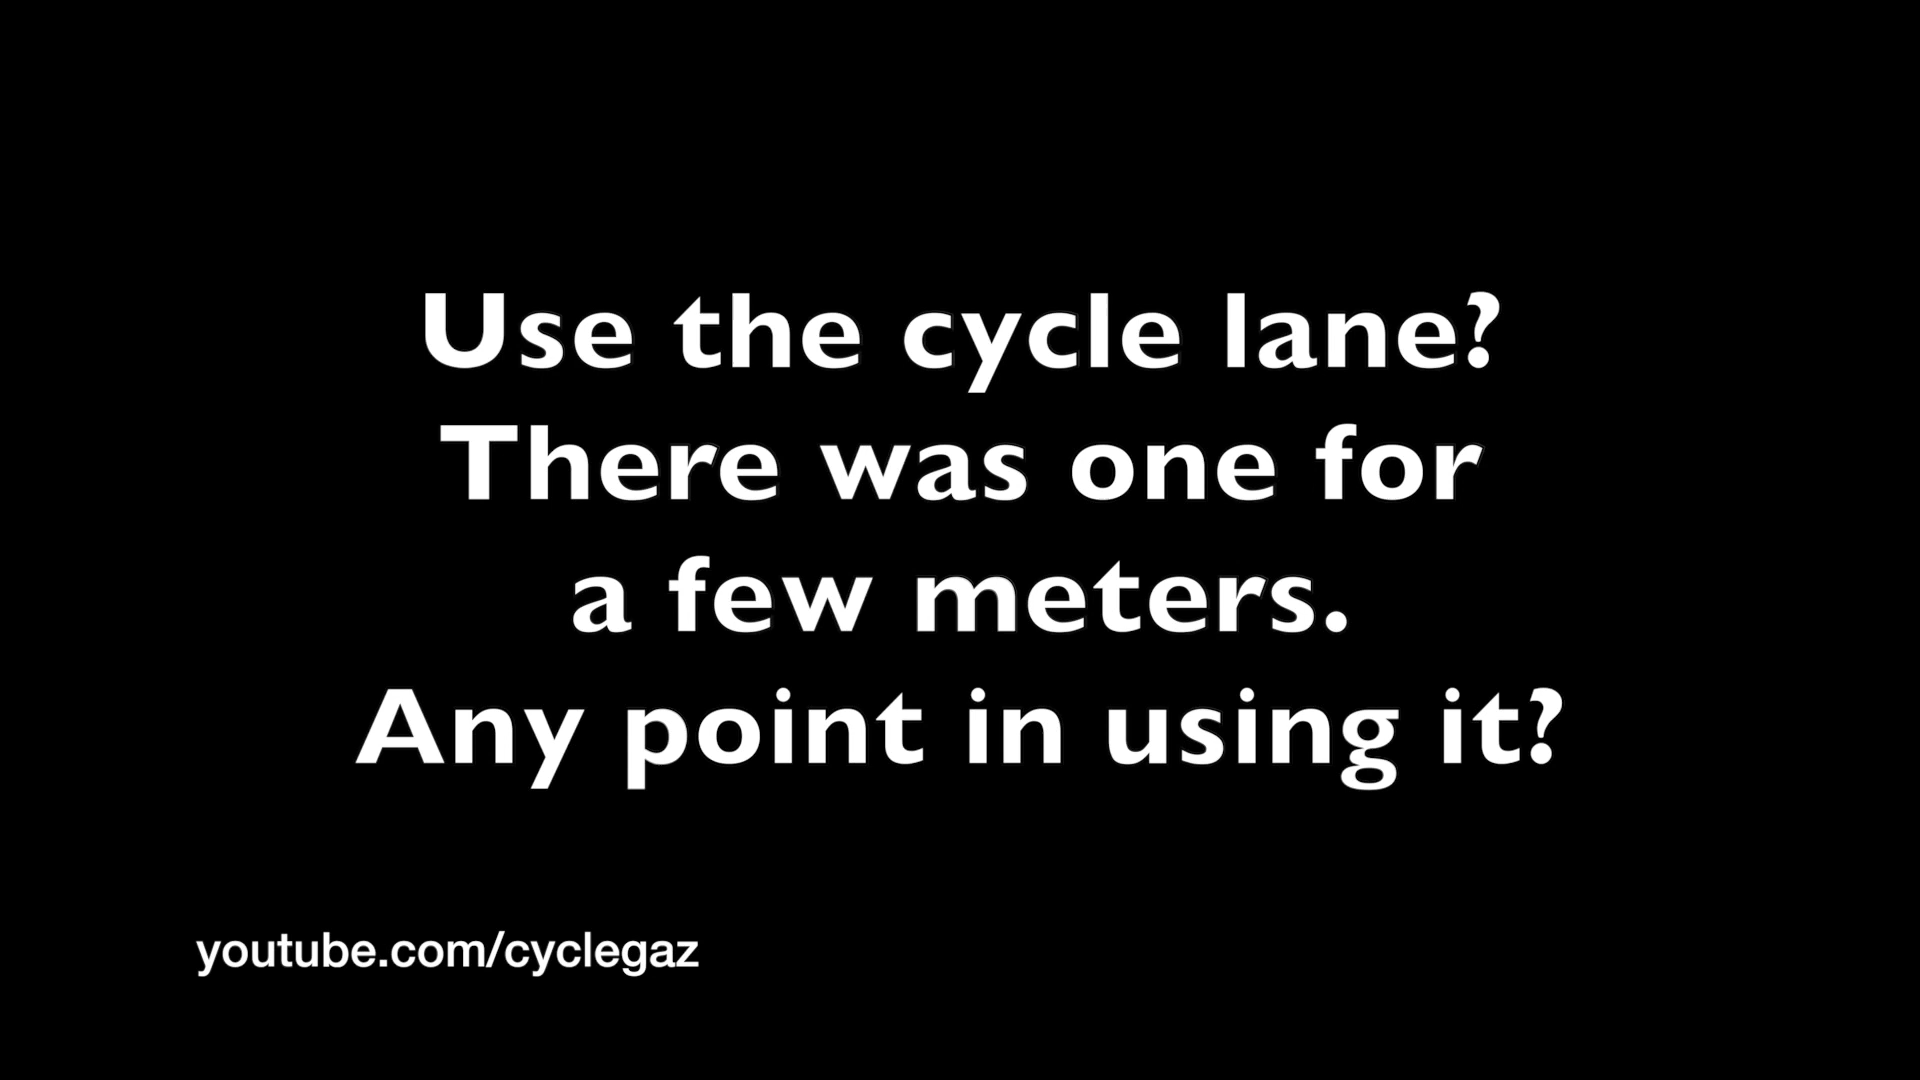 Use the cycle lane?
There was one for
a few meters.
Any point in using it?
youtube.com/cyclegaz